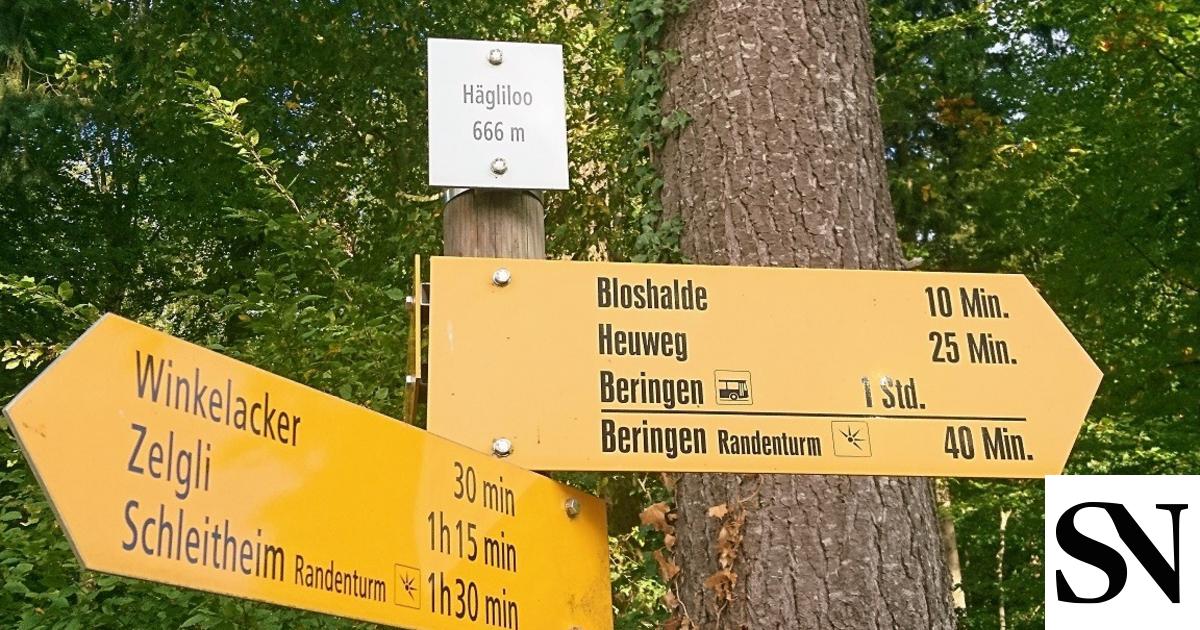 Hägliloo
666 m
Bloshalde 10 Min.
Heuweg 25 Min.
Beringen 1 Std.
Beringen Randenturm 40 Min.
Winkelacker 30 min
Zelgli 1h15 min
Schleitheim Randenturm 1h30 min
SN